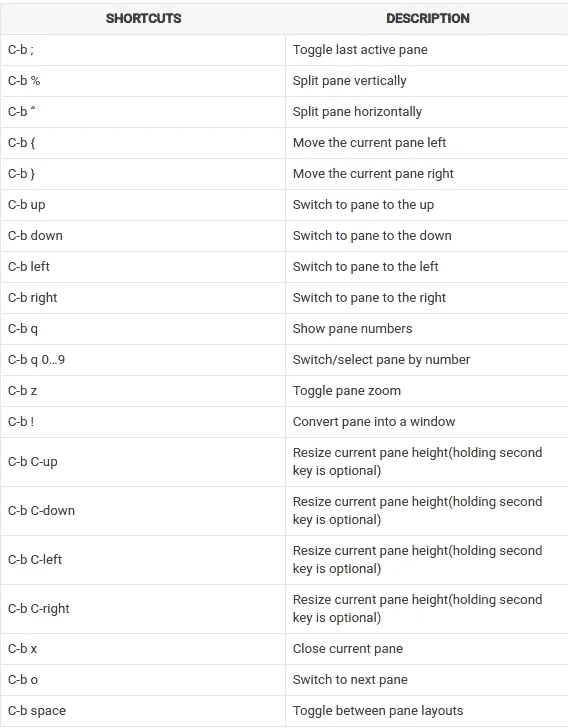 SHORTCUTS DESCRIPTION
C-b ; Toggle last active pane
C-b % Split pane vertically
C-b “ Split pane horizontally
C-b { Move the current pane left
C-b } Move the current pane right
C-b up Switch to pane to the up
C-b down Switch to pane to the down
C-b left Switch to pane to the left
C-b right Switch to pane to the right
C-b q Show pane numbers
C-b q 0...9 Switch/select pane by number
C-b z Toggle pane zoom
C-b ! Convert pane into a window
C-b C-up Resize current pane height(holding second
key is optional)
C-b C-down Resize current pane height(holding second
key is optional)
C-b C-left Resize current pane height(holding second
key is optional)
C-b C-right Resize current pane height(holding second
key is optional)
C-b x Close current pane
C-b o Switch to next pane
C-b space Toggle between pane layouts